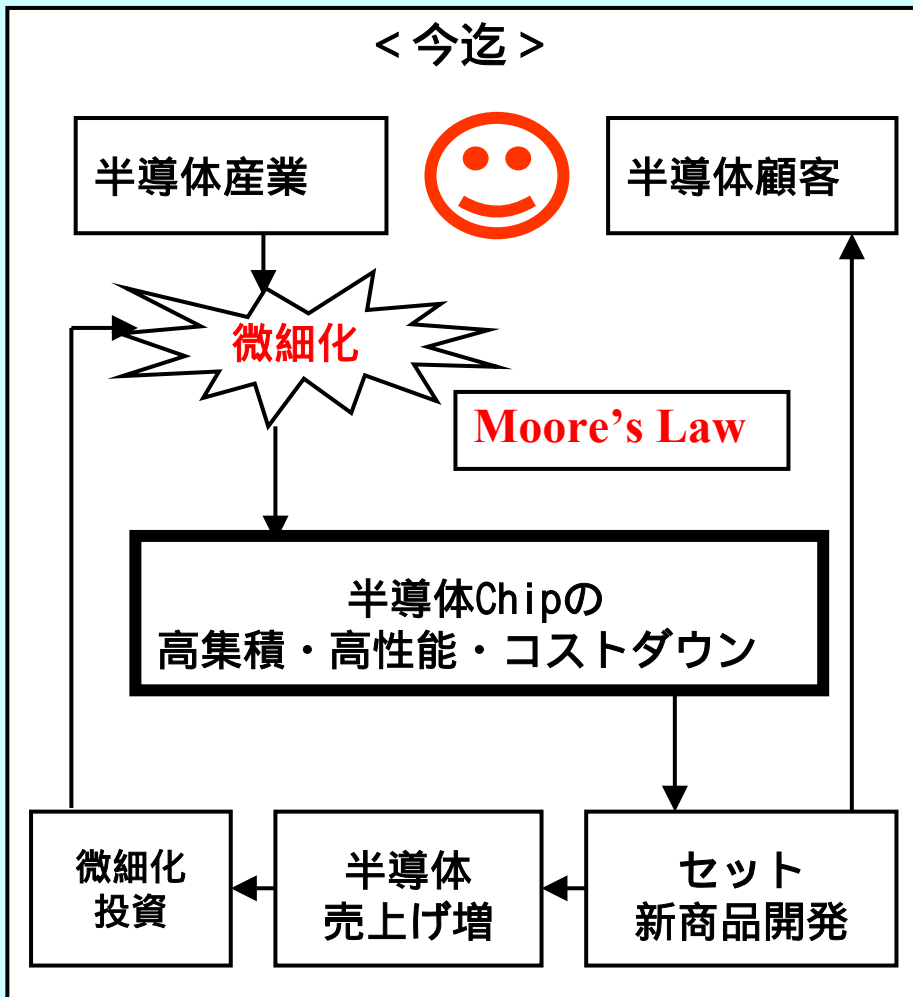 <今迄>
半導体産業
半導体顧客
微細化
Moore’s Law
半導体Chipの
高集積・高性能・コストダウン
微細化
投資
半導体
売上げ増
セット
新商品開発